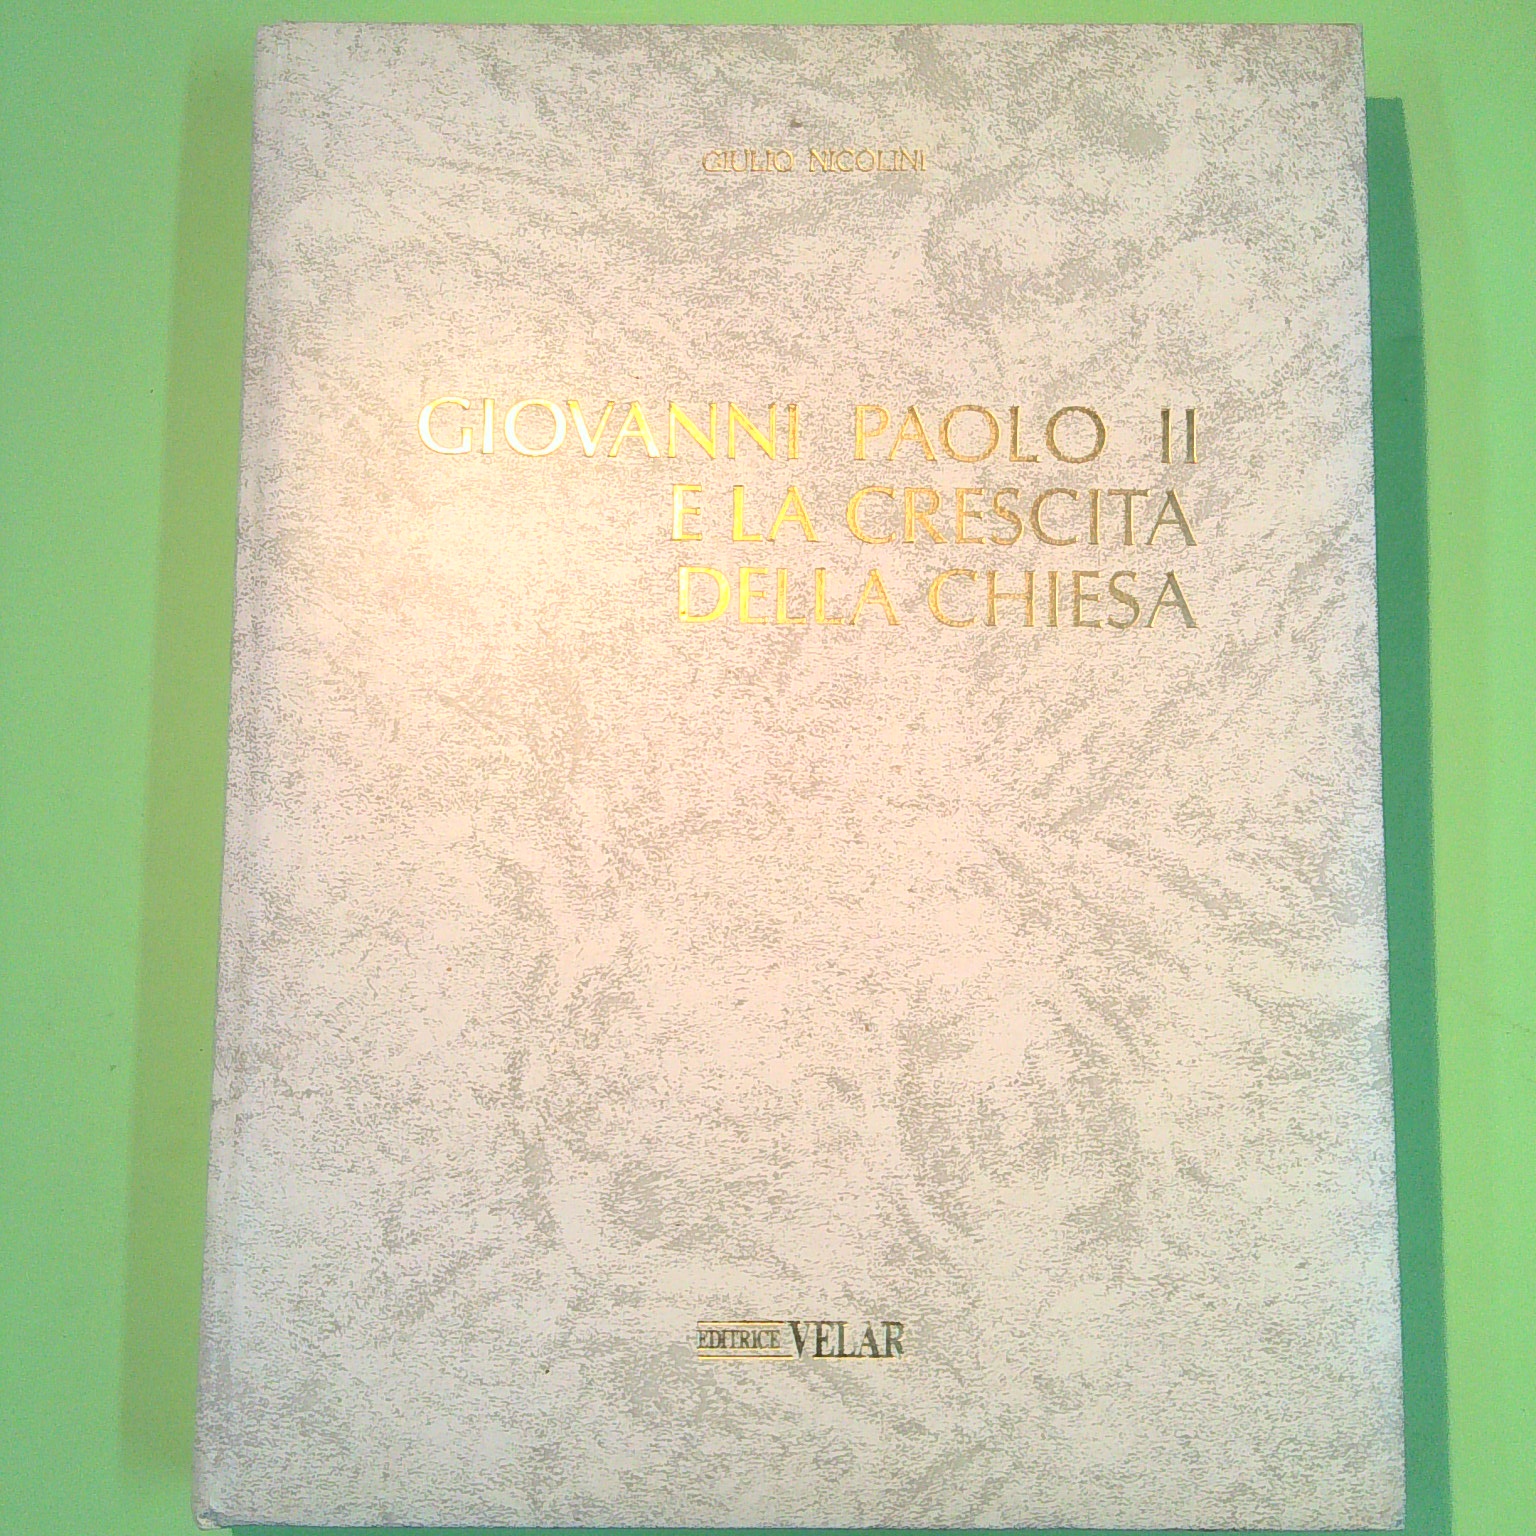 GIULIO NICOLINI
GIOVANNI PAOLO II
E LA CRESCITA
DELLA CHIESA
EDITRICE VELAR